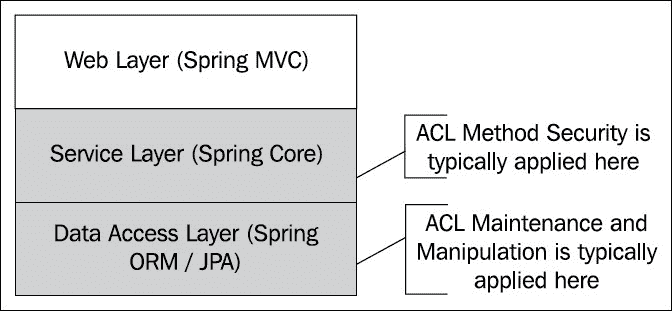 Web Layer (Spring MVC)
Service Layer (Spring Core)
ACL Method Security is
typically applied here
Data Access Layer (Spring
ORM / JPA)
ACL Maintenance and
Manipulation is typically
applied here